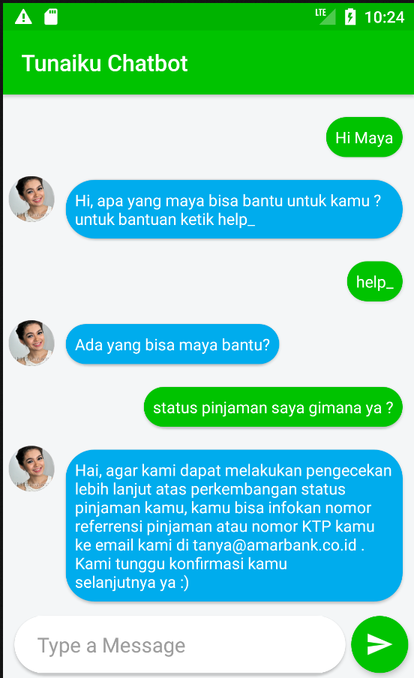 LTE 10:24
Tunaiku Chatbot
Hi Maya
Hi, apa yang maya bisa bantu untuk kamu ?
untuk bantuan ketik help_
help_
Ada yang bisa maya bantu?
status pinjaman saya gimana ya ?
Hai, agar kami dapat melakukan pengecekan
lebih lanjut atas perkembangan status
pinjaman kamu, kamu bisa infokan nomor
referrensi pinjaman atau nomor KTP kamu
ke email kami di tanya@amarbank.co.id .
Kami tunggu konfirmasi kamu
selanjutnya ya :)
Type a Message